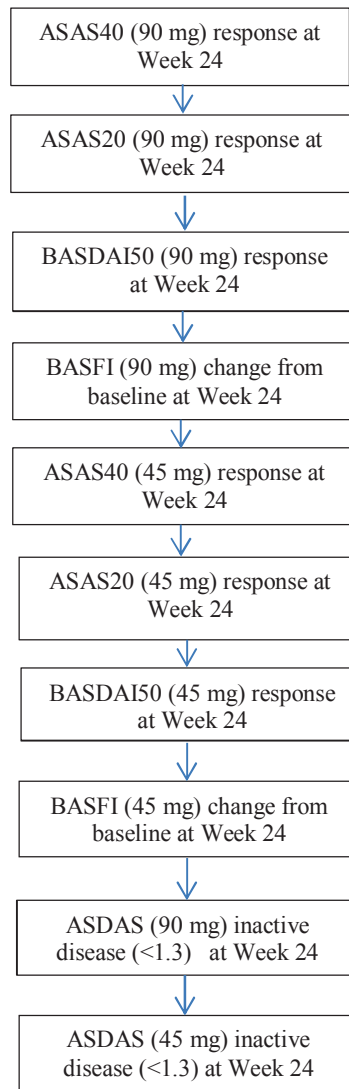 ASAS40 (90 mg) response at
Week 24
ASAS20 (90 mg) response at
Week 24
BASDAI50 (90 mg) response
at Week 24
BASFI (90 mg) change from
baseline at Week 24
ASAS40 (45 mg) response at
Week 24
ASAS20 (45 mg) response at
Week 24
BASDAI50 (45 mg) response
at Week 24
BASFI (45 mg) change from
baseline at Week 24
ASDAS (90 mg) inactive
disease (<1.3) at Week 24
ASDAS (45 mg) inactive
disease (<1.3) at Week 24